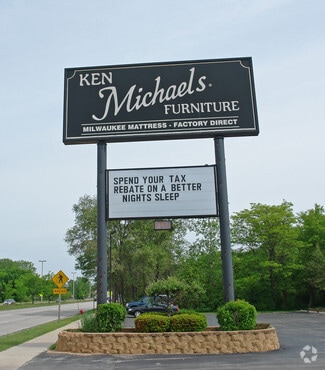 KEN
Michaels
FURNITURE
MILWAUKEE MATTRESS - FACTORY DIRECT
SPEND YOUR TAX
REBATE ON A BETTER
NIGHTS SLEEP